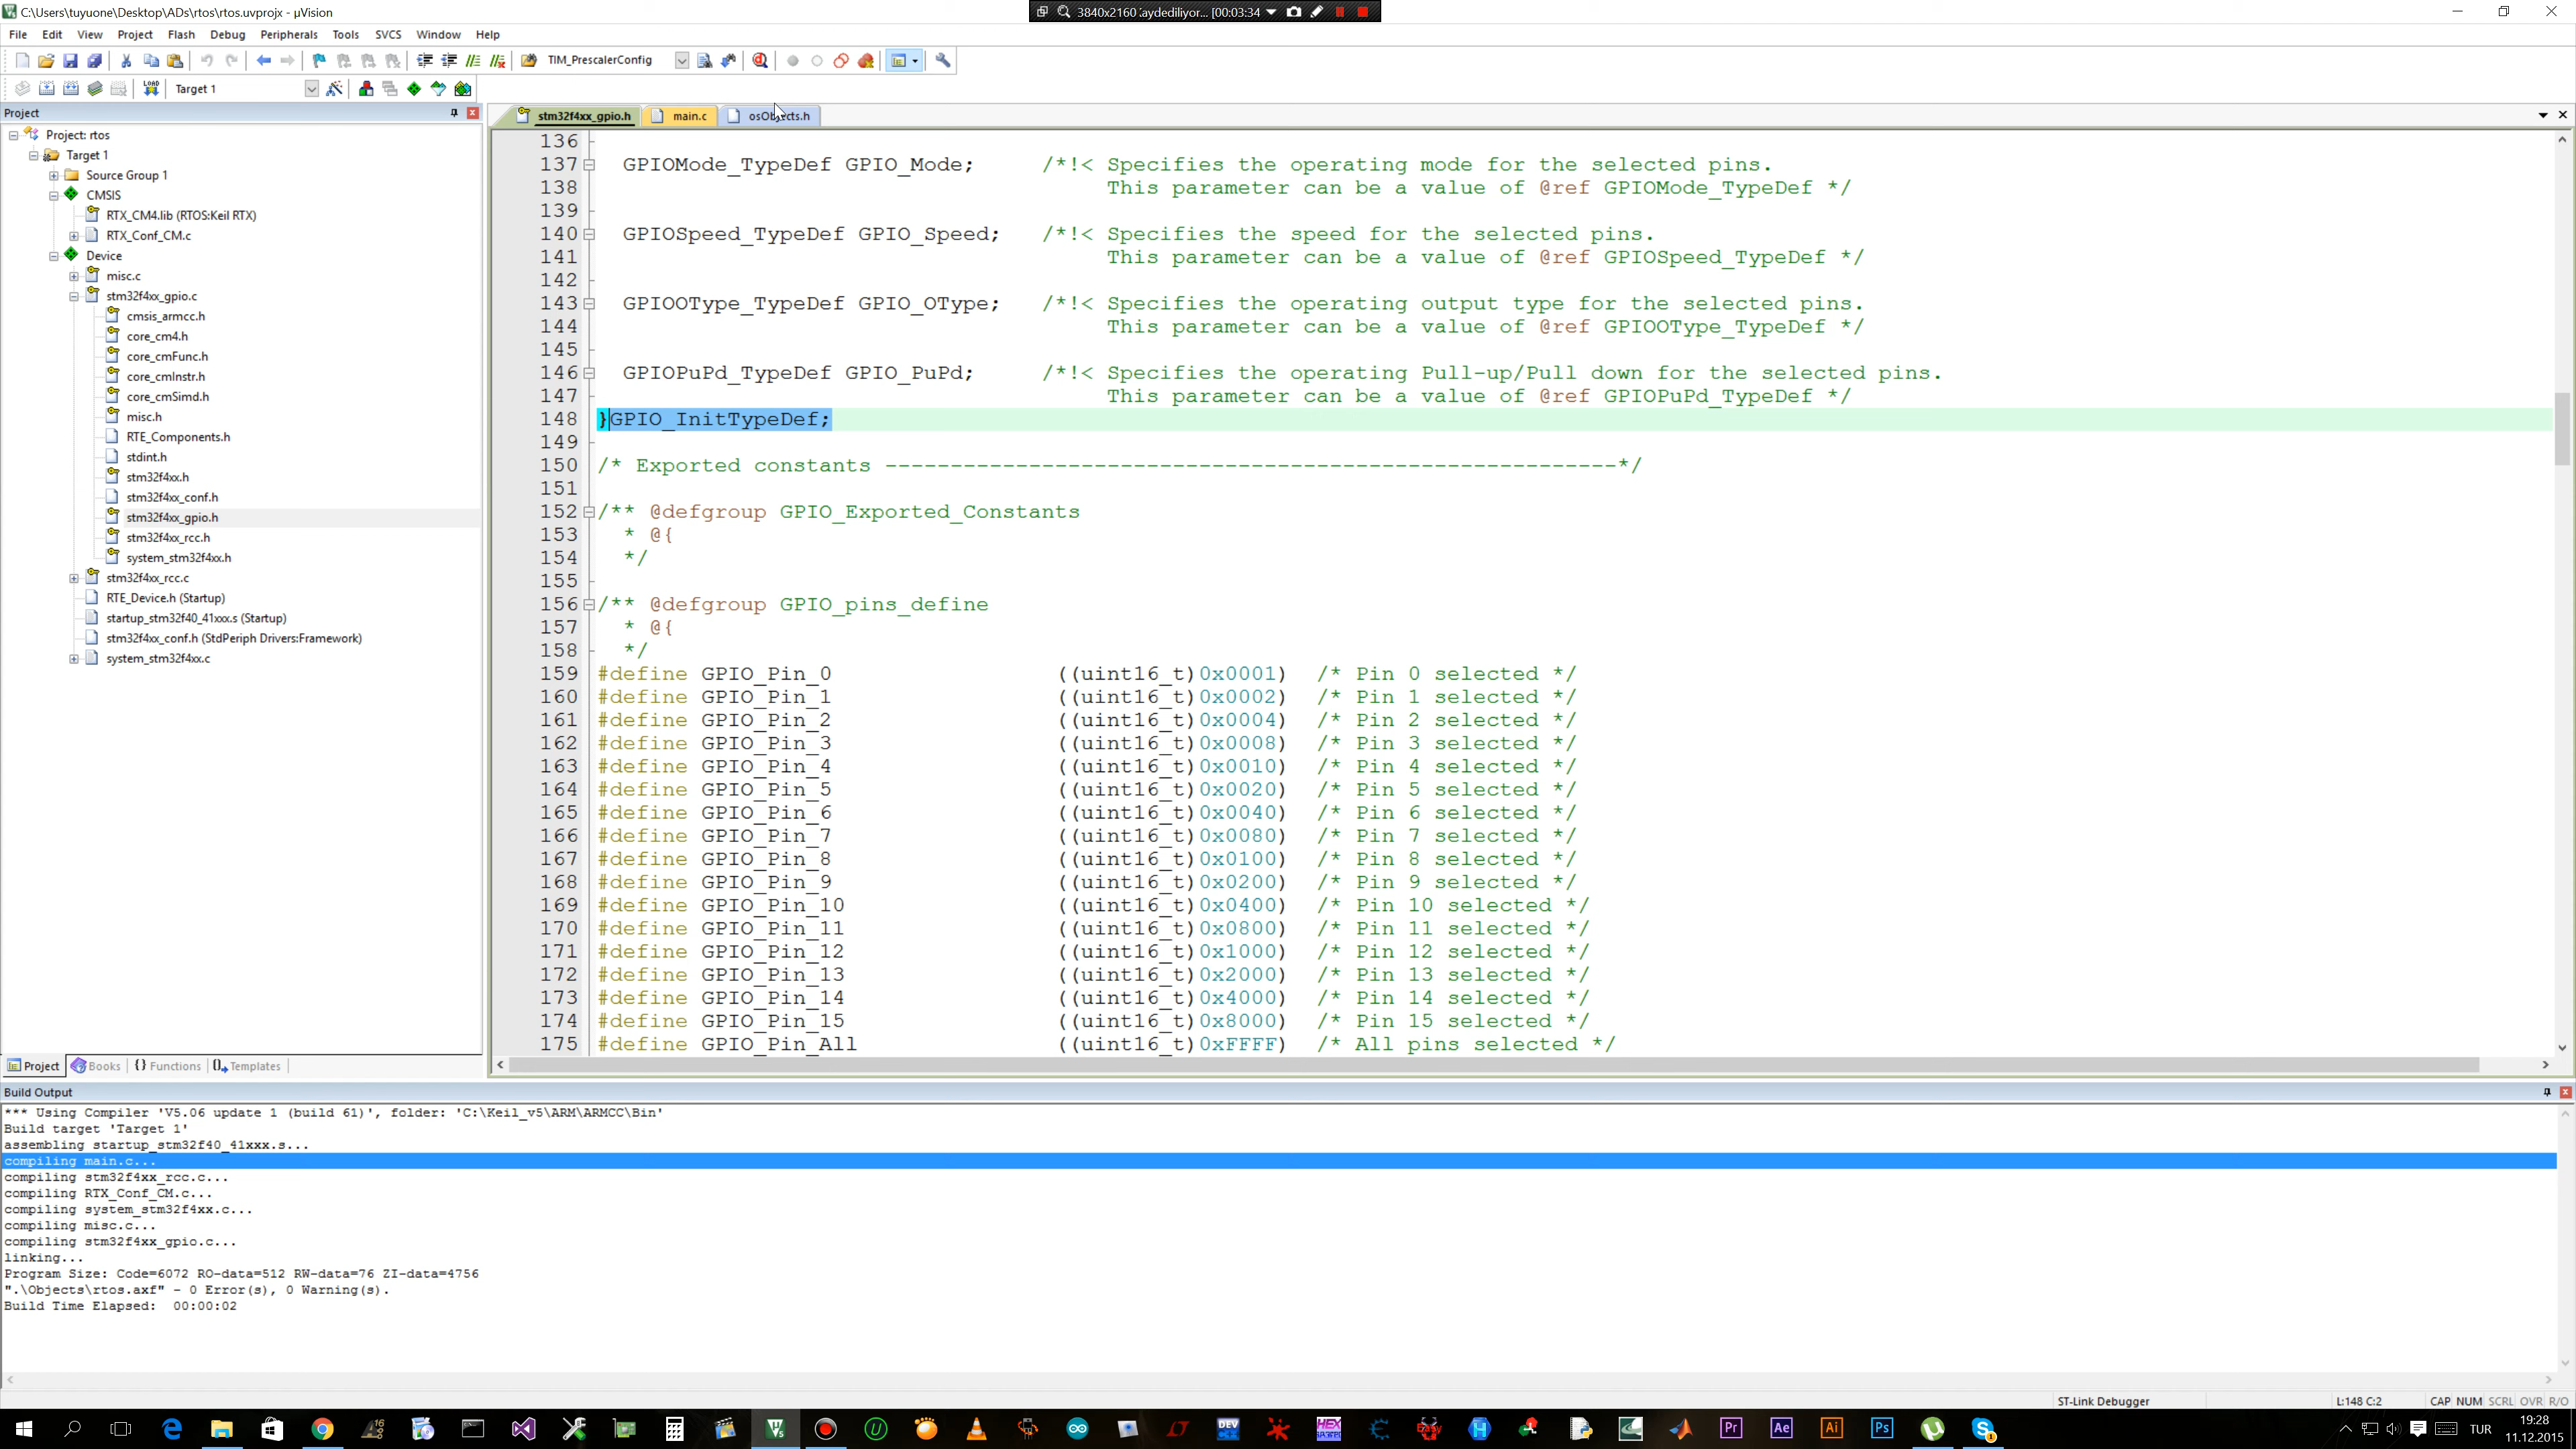 C:\Users\tuyuone\Desktop\ADs\rtos\rtos.uvprojx - µVision
3840x2160 :aydediliyor... [00:03:34
File Edit View Project Flash Debug Peripherals Tools SVCS Window Help
TIM_PrescalerConfig
LOAD Target 1
Project
Project: rtos
Target 1
Source Group 1
CMSIS
RTX_CM4.lib (RTOS:Keil RTX)
RTX_Conf_CM.c
Device
misc.c
stm32f4xx_gpio.c
cmsis_armcc.h
core_cm4.h
core_cmFunc.h
core_cmInstr.h
core_cmSimd.h
misc.h
RTE_Components.h
stdint.h
stm32f4xx.h
stm32f4xx_conf.h
stm32f4xx_gpio.h
stm32f4xx_rcc.h
system_stm32f4xx.h
stm32f4xx_rcc.c
RTE_Device.h (Startup)
startup_stm32f40_41xxx.s (Startup)
stm32f4xx_conf.h (StdPeriph Drivers:Framework)
system_stm32f4xx.c
Project Books {} Functions Templates
stm32f4xx_gpio.h main.c osObjects.h
136
137 GPIOMode_TypeDef GPIO_Mode; /*!< Specifies the operating mode for the selected pins.
138 This parameter can be a value of @ref GPIOMode_TypeDef */
139
140 GPIOSpeed_TypeDef GPIO_Speed; /*!< Specifies the speed for the selected pins.
141 This parameter can be a value of @ref GPIOSpeed_TypeDef */
142
143 GPIOOType_TypeDef GPIO_OType; /*!< Specifies the operating output type for the selected pins.
144 This parameter can be a value of @ref GPIOOType_TypeDef */
145
146 GPIOPuPd_TypeDef GPIO_PuPd; /*!< Specifies the operating Pull-up/Pull down for the selected pins.
147 This parameter can be a value of @ref GPIOPuPd_TypeDef */
148 }GPIO_InitTypeDef;
149
150 /* Exported constants --------------------------------------------------------*/
151
152 /** @defgroup GPIO_Exported_Constants
153 * @{
154 */
155
156 /** @defgroup GPIO_pins_define
157 * @{
158 */
159 #define GPIO_Pin_0 ((uint16_t)0x0001) /* Pin 0 selected */
160 #define GPIO_Pin_1 ((uint16_t)0x0002) /* Pin 1 selected */
161 #define GPIO_Pin_2 ((uint16_t)0x0004) /* Pin 2 selected */
162 #define GPIO_Pin_3 ((uint16_t)0x0008) /* Pin 3 selected */
163 #define GPIO_Pin_4 ((uint16_t)0x0010) /* Pin 4 selected */
164 #define GPIO_Pin_5 ((uint16_t)0x0020) /* Pin 5 selected */
165 #define GPIO_Pin_6 ((uint16_t)0x0040) /* Pin 6 selected */
166 #define GPIO_Pin_7 ((uint16_t)0x0080) /* Pin 7 selected */
167 #define GPIO_Pin_8 ((uint16_t)0x0100) /* Pin 8 selected */
168 #define GPIO_Pin_9 ((uint16_t)0x0200) /* Pin 9 selected */
169 #define GPIO_Pin_10 ((uint16_t)0x0400) /* Pin 10 selected */
170 #define GPIO_Pin_11 ((uint16_t)0x0800) /* Pin 11 selected */
171 #define GPIO_Pin_12 ((uint16_t)0x1000) /* Pin 12 selected */
172 #define GPIO_Pin_13 ((uint16_t)0x2000) /* Pin 13 selected */
173 #define GPIO_Pin_14 ((uint16_t)0x4000) /* Pin 14 selected */
174 #define GPIO_Pin_15 ((uint16_t)0x8000) /* Pin 15 selected */
175 #define GPIO_Pin_All ((uint16_t)0xFFFF) /* All pins selected */
Build Output
*** Using Compiler 'V5.06 update 1 (build 61)', folder: 'C:\Keil_v5\ARM\ARMCC\Bin'
Build target 'Target 1'
assembling startup_stm32f40_41xxx.s...
compiling main.c...
compiling stm32f4xx_rcc.c...
compiling RTX_Conf_CM.c...
compiling system_stm32f4xx.c...
compiling misc.c...
compiling stm32f4xx_gpio.c...
linking...
Program Size: Code=6072 RO-data=512 RW-data=76 ZI-data=4756
".\Objects\rtos.axf" - 0 Error(s), 0 Warning(s).
Build Time Elapsed: 00:00:02
ST-Link Debugger L:148 C:2 CAP NUM SCRL OVR R/O
Pr Ae Ai Ps
TUR
19:28
11.12.2015